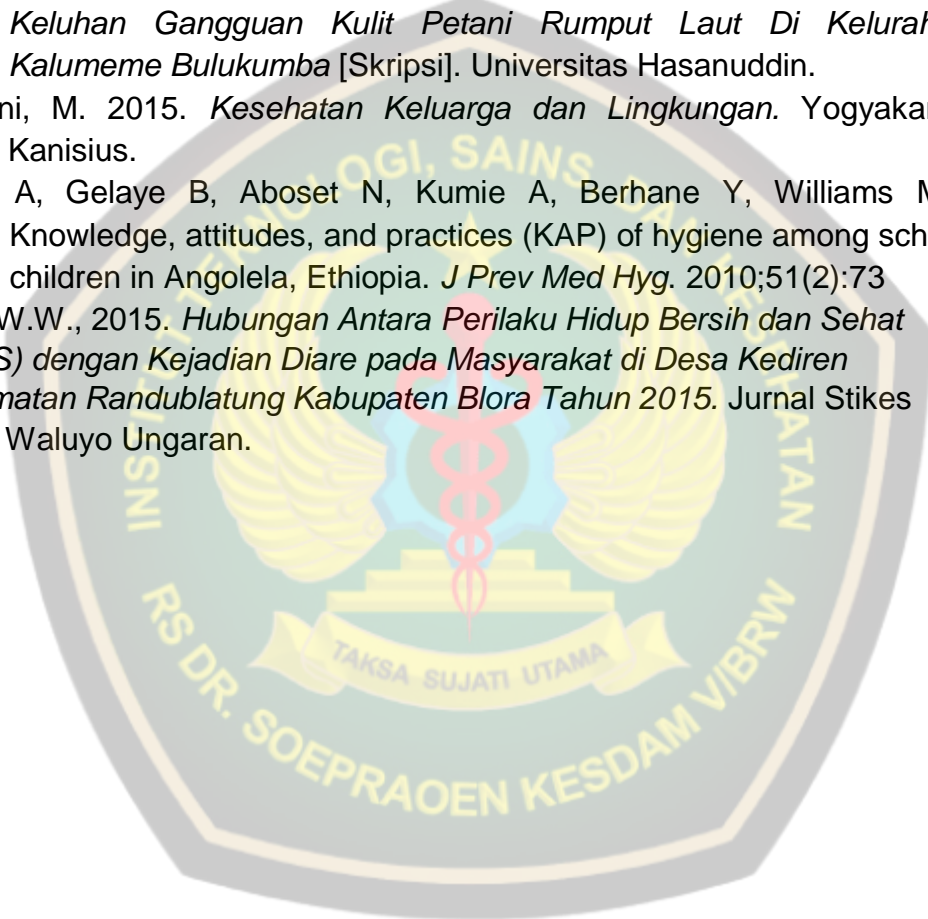 Keluhan Gangguan Kulit Petani Rumput Laut Di Kelurah
Kalumeme Bulukumba [Skripsi]. Universitas Hasanuddin.
ni, M. 2015. Kesehatan Keluarga dan Lingkungan. Yogyakar
Kanisius.
A, Gelaye B, Aboset N, Kumie A, Berhane Y, Williams M
Knowledge, attitudes, and practices (KAP) of hygiene among sch
children in Angolela, Ethiopia. J Prev Med Hyg. 2010;51(2):73
W.W., 2015. Hubungan Antara Perilaku Hidup Bersih dan Sehat
S) dengan Kejadian Diare pada Masyarakat di Desa Kediren
matan Randublatung Kabupaten Blora Tahun 2015. Jurnal Stikes
Waluyo Ungaran.
INSTITUT TEKNOLOGI, SAINS, DAN KESEHATAN
TAKSA SUJATI UTAMA
RS DR. SOEPRAOEN KESDAM V/BRW